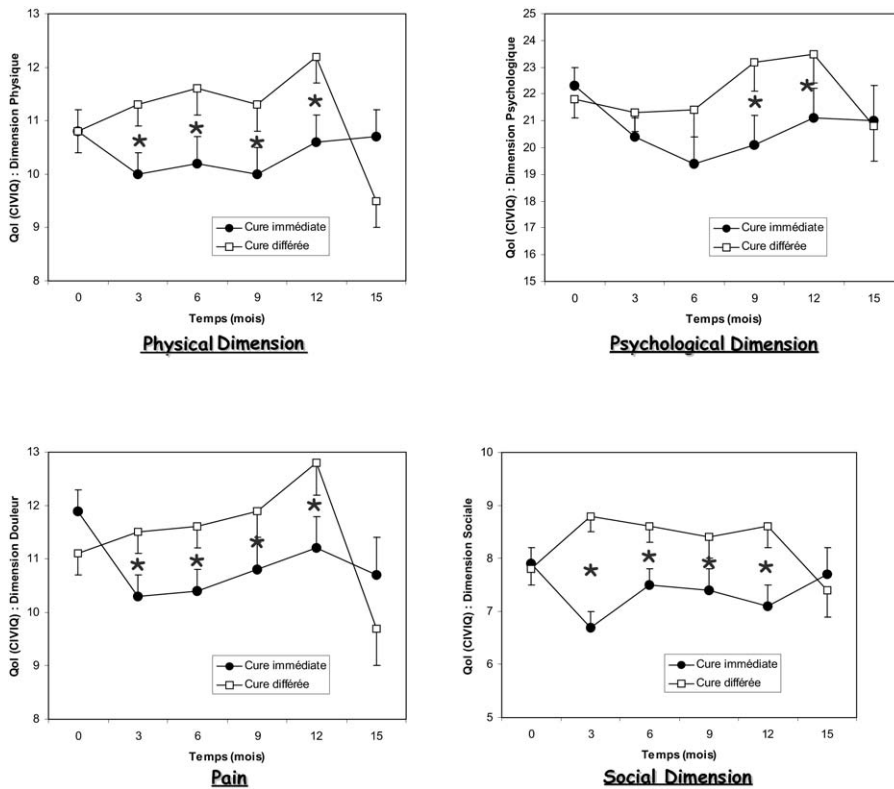 Qol (CIVIQ) : Dimension Physique
13
12
11
10
9
8
Cure immédiate
Cure différée
0 3 6 9 12 15
Temps (mois)
Physical Dimension
Qol (CIVIQ) : Dimension Psychologique
25
24
23
22
21
20
19
18
17
16
15
Cure immédiate
Cure différée
0 3 6 9 12 15
Temps (mois)
Psychological Dimension
Qol (CIVIQ) : Dimension Douleur
13
12
11
10
9
8
Cure immédiate
Cure différée
0 3 6 9 12 15
Temps (mois)
Pain
Qol (CIVIQ) : Dimension Sociale
10
9
8
7
6
5
Cure immédiate
Cure différée
0 3 6 9 12 15
Temps (mois)
Social Dimension